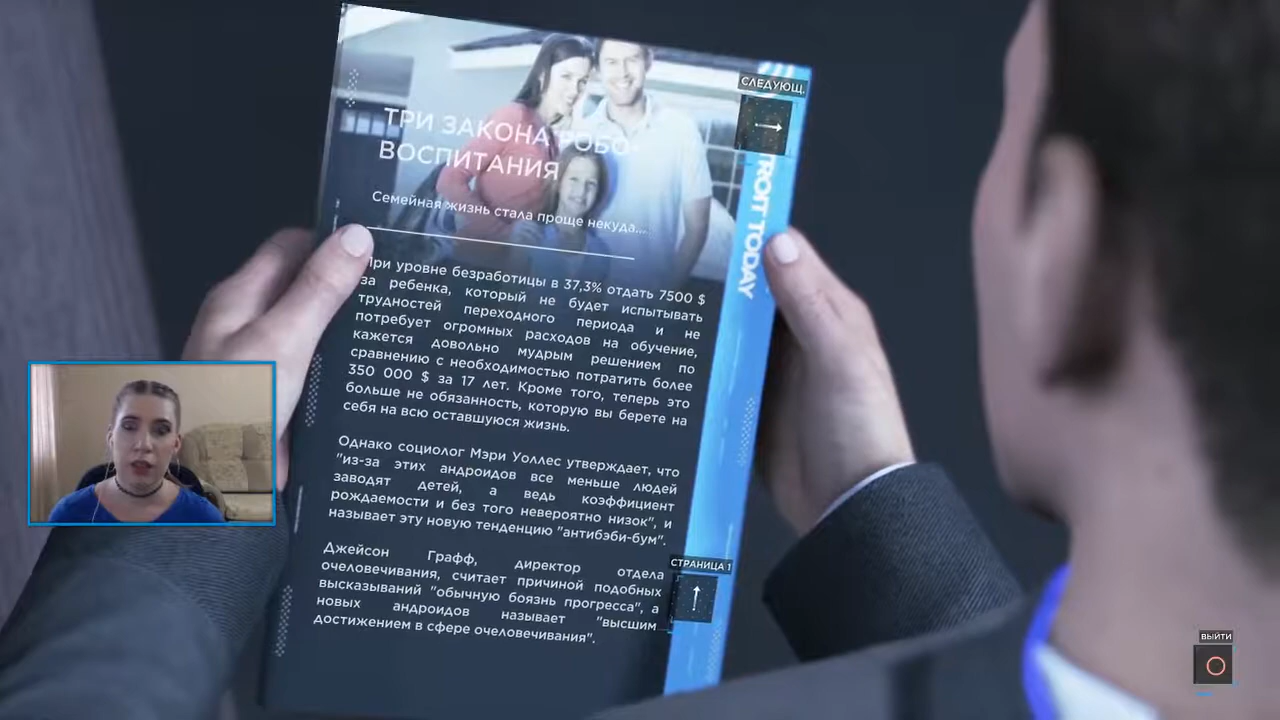 СЛЕДУЮЩ.
ТРИ ЗАКОНА РОБО-
ВОСПИТАНИЯ
Семейная жизнь стала проще некуда...
При уровне безработицы в 37,3% отдать 7500 $
за ребенка, который не будет испытывать
трудностей переходного периода и не
потребует огромных расходов на обучение,
кажется довольно мудрым решением по
сравнению с необходимостью потратить более
350 000 $ за 17 лет. Кроме того, теперь это
больше не обязанность, которую вы берете на
себя на всю оставшуюся жизнь.
Однако социолог Мэри Уоллес утверждает, что
"из-за этих андроидов все меньше людей
заводят детей, а ведь коэффициент
рождаемости и без того невероятно низок", и
называет эту новую тенденцию "антибэби-бум".
Джейсон Графф, директор отдела
очеловечивания, считает причиной подобных
высказываний "обычную боязнь прогресса", а
новых андроидов называет "высшим
достижением в сфере очеловечивания".
TROIT TODAY
СТРАНИЦА 1
ВЫЙТИ